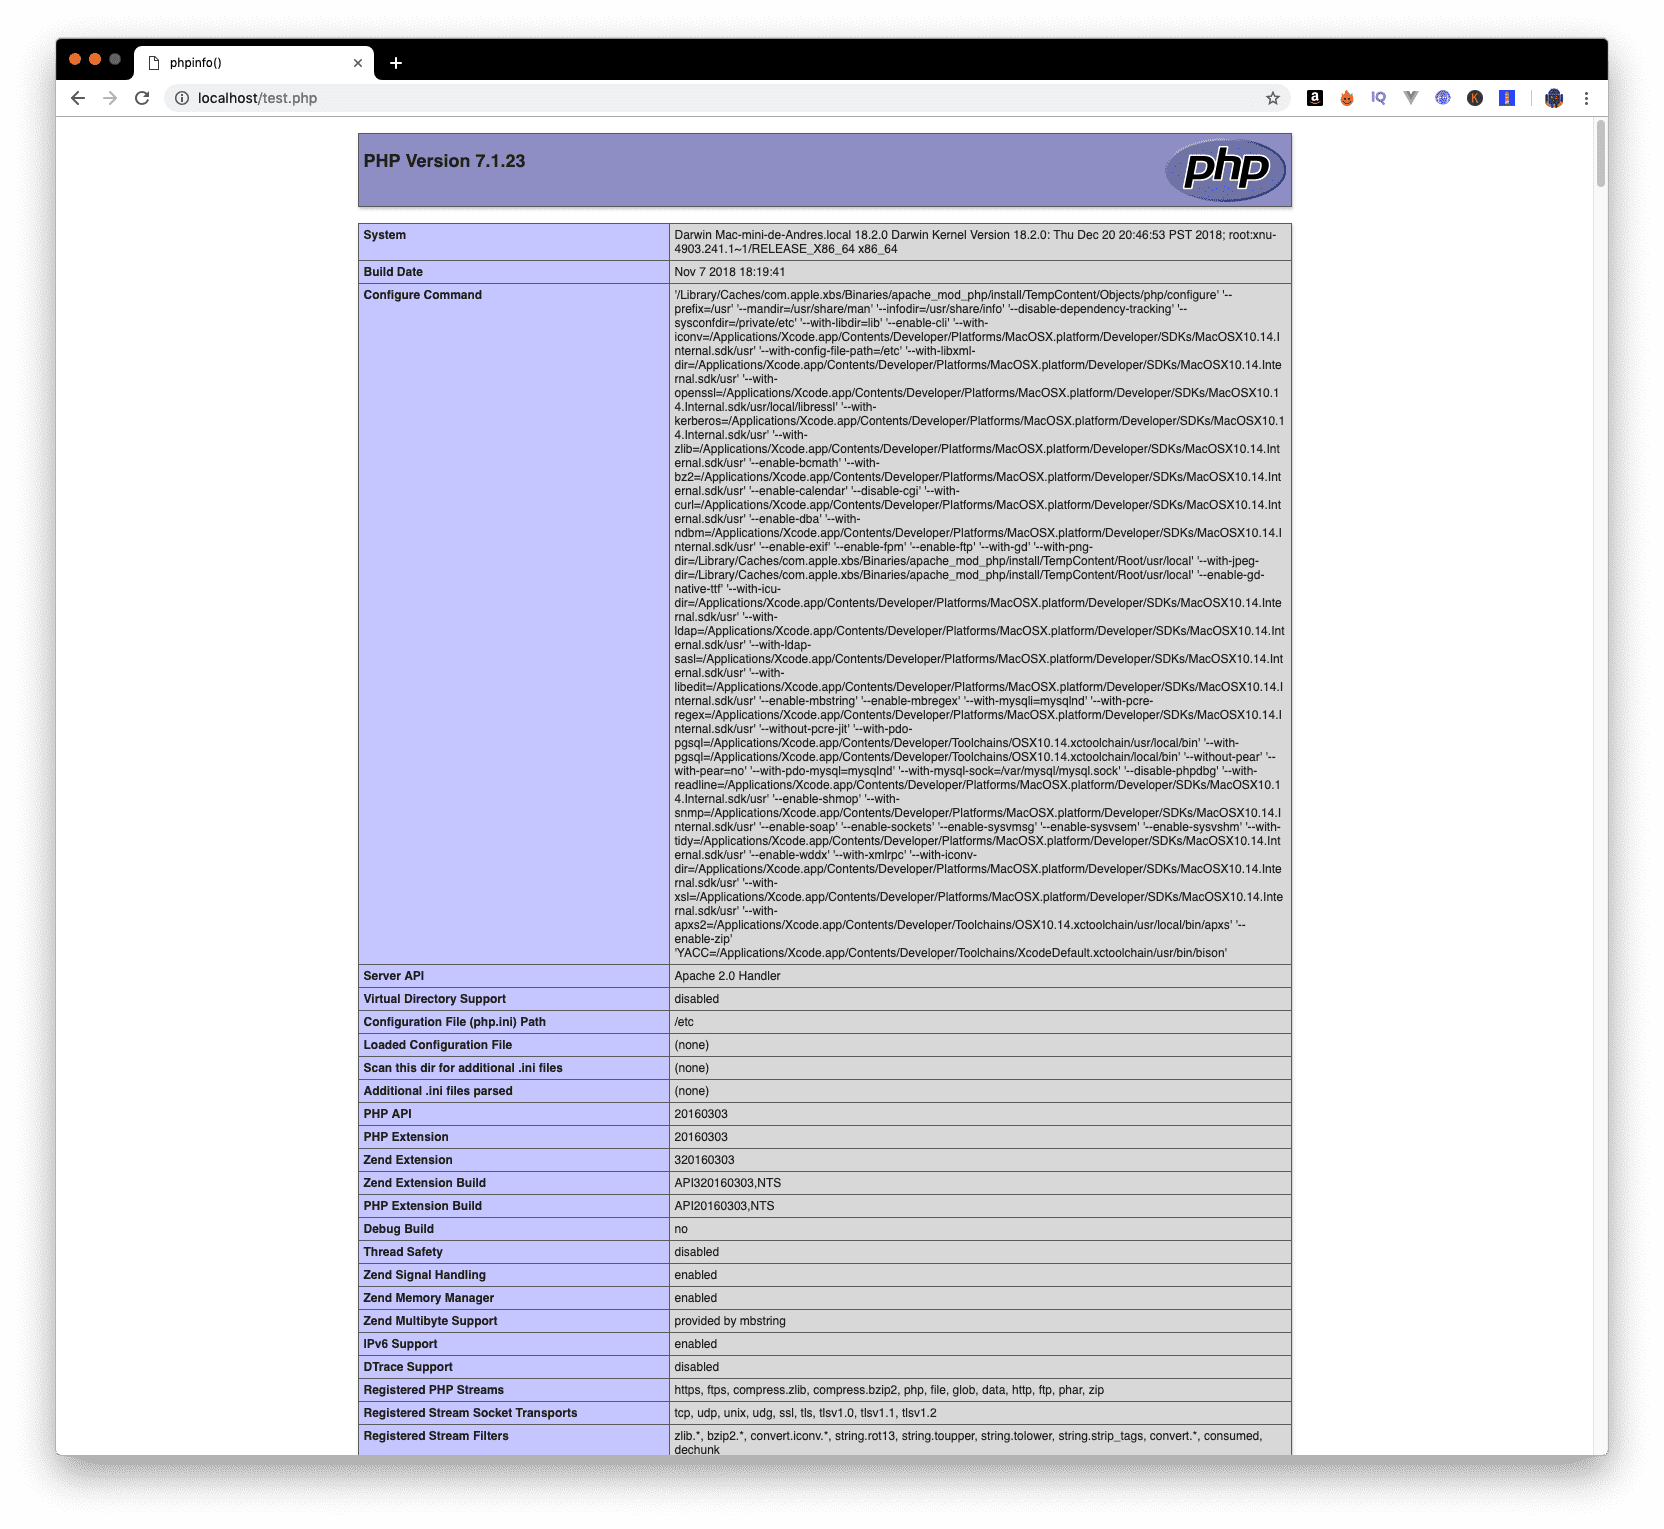 phpinfo()
localhost/test.php
a
IQ
K
PHP Version 7.1.23
php
System
Darwin Mac-mini-de-Andres.local 18.2.0 Darwin Kernel Version 18.2.0: Thu Dec 20 20:46:53 PST 2018; root:xnu-
4903.241.1~1/RELEASE_X86_64 x86_64
Build Date
Nov 7 2018 18:19:41
Configure Command
'/Library/Caches/com.apple.xbs/Binaries/apache_mod_php/install/TempContent/Objects/php/configure' '--
prefix=/usr' '--mandir=/usr/share/man' '--infodir=/usr/share/info' '--disable-dependency-tracking' '--
sysconfdir=/private/etc' '--with-libdir=lib' '--enable-cli' '--with-
iconv=/Applications/Xcode.app/Contents/Developer/Platforms/MacOSX.platform/Developer/SDKs/MacOSX10.14.I
nternal.sdk/usr' '--with-config-file-path=/etc' '--with-libxml-
dir=/Applications/Xcode.app/Contents/Developer/Platforms/MacOSX.platform/Developer/SDKs/MacOSX10.14.Inte
rnal.sdk/usr' '--with-
openssl=/Applications/Xcode.app/Contents/Developer/Platforms/MacOSX.platform/Developer/SDKs/MacOSX10.1
4.Internal.sdk/usr/local/libressl' '--with-
kerberos=/Applications/Xcode.app/Contents/Developer/Platforms/MacOSX.platform/Developer/SDKs/MacOSX10.1
4.Internal.sdk/usr' '--with-
zlib=/Applications/Xcode.app/Contents/Developer/Platforms/MacOSX.platform/Developer/SDKs/MacOSX10.14.Int
ernal.sdk/usr' '--enable-bcmath' '--with-
bz2=/Applications/Xcode.app/Contents/Developer/Platforms/MacOSX.platform/Developer/SDKs/MacOSX10.14.Int
ernal.sdk/usr' '--enable-calendar' '--disable-cgi' '--with-
curl=/Applications/Xcode.app/Contents/Developer/Platforms/MacOSX.platform/Developer/SDKs/MacOSX10.14.Int
ernal.sdk/usr' '--enable-dba' '--with-
ndbm=/Applications/Xcode.app/Contents/Developer/Platforms/MacOSX.platform/Developer/SDKs/MacOSX10.14.I
nternal.sdk/usr' '--enable-exif' '--enable-fpm' '--enable-ftp' '--with-gd' '--with-png-
dir=/Library/Caches/com.apple.xbs/Binaries/apache_mod_php/install/TempContent/Root/usr/local' '--with-jpeg-
dir=/Library/Caches/com.apple.xbs/Binaries/apache_mod_php/install/TempContent/Root/usr/local' '--enable-gd-
native-ttf' '--with-icu-
dir=/Applications/Xcode.app/Contents/Developer/Platforms/MacOSX.platform/Developer/SDKs/MacOSX10.14.Inte
rnal.sdk/usr' '--with-
ldap=/Applications/Xcode.app/Contents/Developer/Platforms/MacOSX.platform/Developer/SDKs/MacOSX10.14.Int
ernal.sdk/usr' '--with-ldap-
sasl=/Applications/Xcode.app/Contents/Developer/Platforms/MacOSX.platform/Developer/SDKs/MacOSX10.14.Int
ernal.sdk/usr' '--with-
libedit=/Applications/Xcode.app/Contents/Developer/Platforms/MacOSX.platform/Developer/SDKs/MacOSX10.14.I
nternal.sdk/usr' '--enable-mbstring' '--enable-mbregex' '--with-mysqli=mysqlnd' '--with-pcre-
regex=/Applications/Xcode.app/Contents/Developer/Platforms/MacOSX.platform/Developer/SDKs/MacOSX10.14.I
nternal.sdk/usr' '--without-pcre-jit' '--with-pdo-
pgsql=/Applications/Xcode.app/Contents/Developer/Toolchains/OSX10.14.xctoolchain/usr/local/bin' '--with-
pgsql=/Applications/Xcode.app/Contents/Developer/Toolchains/OSX10.14.xctoolchain/local/bin' '--without-pear' '--
with-pear=no' '--with-pdo-mysql=mysqlnd' '--with-mysql-sock=/var/mysql/mysql.sock' '--disable-phpdbg' '--with-
readline=/Applications/Xcode.app/Contents/Developer/Platforms/MacOSX.platform/Developer/SDKs/MacOSX10.1
4.Internal.sdk/usr' '--enable-shmop' '--with-
snmp=/Applications/Xcode.app/Contents/Developer/Platforms/MacOSX.platform/Developer/SDKs/MacOSX10.14.I
nternal.sdk/usr' '--enable-soap' '--enable-sockets' '--enable-sysvmsg' '--enable-sysvsem' '--enable-sysvshm' '--with-
tidy=/Applications/Xcode.app/Contents/Developer/Platforms/MacOSX.platform/Developer/SDKs/MacOSX10.14.Int
ernal.sdk/usr' '--enable-wddx' '--with-xmlrpc' '--with-iconv-
dir=/Applications/Xcode.app/Contents/Developer/Platforms/MacOSX.platform/Developer/SDKs/MacOSX10.14.Inte
rnal.sdk/usr' '--with-
xsl=/Applications/Xcode.app/Contents/Developer/Platforms/MacOSX.platform/Developer/SDKs/MacOSX10.14.Inte
rnal.sdk/usr' '--with-
apxs2=/Applications/Xcode.app/Contents/Developer/Toolchains/OSX10.14.xctoolchain/usr/local/bin/apxs' '--
enable-zip'
'YACC=/Applications/Xcode.app/Contents/Developer/Toolchains/XcodeDefault.xctoolchain/usr/bin/bison'
Server API
Apache 2.0 Handler
Virtual Directory Support
disabled
Configuration File (php.ini) Path
/etc
Loaded Configuration File
(none)
Scan this dir for additional .ini files
(none)
Additional .ini files parsed
(none)
PHP API
20160303
PHP Extension
20160303
Zend Extension
320160303
Zend Extension Build
API320160303,NTS
PHP Extension Build
API20160303,NTS
Debug Build
no
Thread Safety
disabled
Zend Signal Handling
enabled
Zend Memory Manager
enabled
Zend Multibyte Support
provided by mbstring
IPv6 Support
enabled
DTrace Support
disabled
Registered PHP Streams
https, ftps, compress.zlib, compress.bzip2, php, file, glob, data, http, ftp, phar, zip
Registered Stream Socket Transports
tcp, udp, unix, udg, ssl, tls, tlsv1.0, tlsv1.1, tlsv1.2
Registered Stream Filters
zlib.*, bzip2.*, convert.iconv.*, string.rot13, string.toupper, string.tolower, string.strip_tags, convert.*, consumed,
dechunk